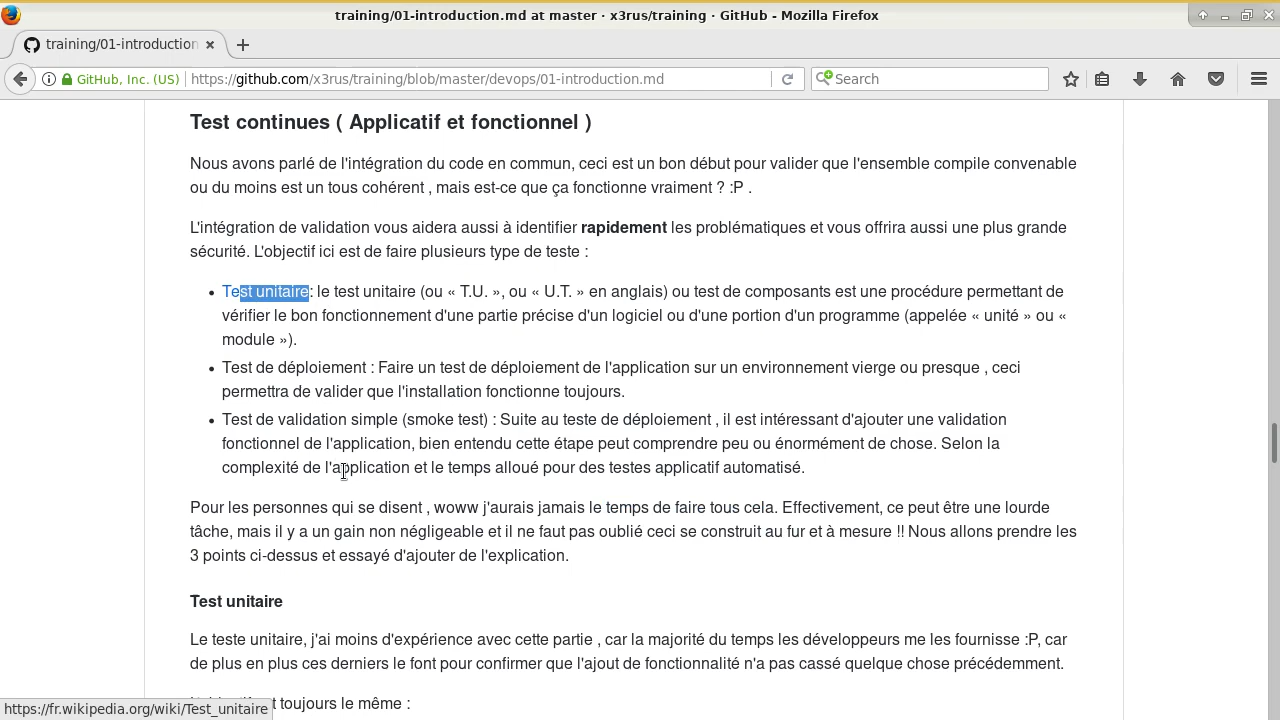 training/01-introduction.md at master · x3rus/training · GitHub - Mozilla Firefox
training/01-introduction
GitHub, Inc. (US)
https://github.com/x3rus/training/blob/master/devops/01-introduction.md
Search
Test continues ( Applicatif et fonctionnel )
Nous avons parlé de l'intégration du code en commun, ceci est un bon début pour valider que l'ensemble compile convenable
ou du moins est un tous cohérent , mais est-ce que ça fonctionne vraiment ? :P .
L'intégration de validation vous aidera aussi à identifier rapidement les problématiques et vous offrira aussi une plus grande
sécurité. L'objectif ici est de faire plusieurs type de teste :
• Test unitaire: le test unitaire (ou « T.U. », ou « U.T. » en anglais) ou test de composants est une procédure permettant de
vérifier le bon fonctionnement d'une partie précise d'un logiciel ou d'une portion d'un programme (appelée « unité » ou «
module »).
• Test de déploiement : Faire un test de déploiement de l'application sur un environnement vierge ou presque , ceci
permettra de valider que l'installation fonctionne toujours.
• Test de validation simple (smoke test) : Suite au teste de déploiement , il est intéressant d'ajouter une validation
fonctionnel de l'application, bien entendu cette étape peut comprendre peu ou énormément de chose. Selon la
complexité de l'application et le temps alloué pour des testes applicatif automatisé.
Pour les personnes qui se disent , woww j'aurais jamais le temps de faire tous cela. Effectivement, ce peut être une lourde
tâche, mais il y a un gain non négligeable et il ne faut pas oublié ceci se construit au fur et à mesure !! Nous allons prendre les
3 points ci-dessus et essayé d'ajouter de l'explication.
Test unitaire
Le teste unitaire, j'ai moins d'expérience avec cette partie , car la majorité du temps les développeurs me les fournisse :P, car
de plus en plus ces derniers le font pour confirmer que l'ajout de fonctionnalité n'a pas cassé quelque chose précédemment.
t toujours le même :
https://fr.wikipedia.org/wiki/Test_unitaire